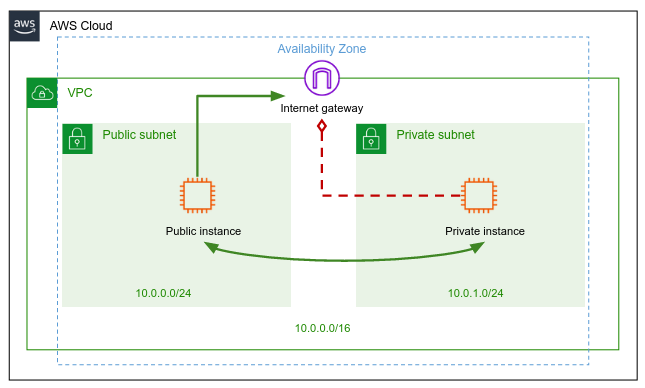 aws
AWS Cloud
Availability Zone
VPC
Internet gateway
Public subnet
Private subnet
Public instance
Private instance
10.0.0.0/24
10.0.1.0/24
10.0.0.0/16